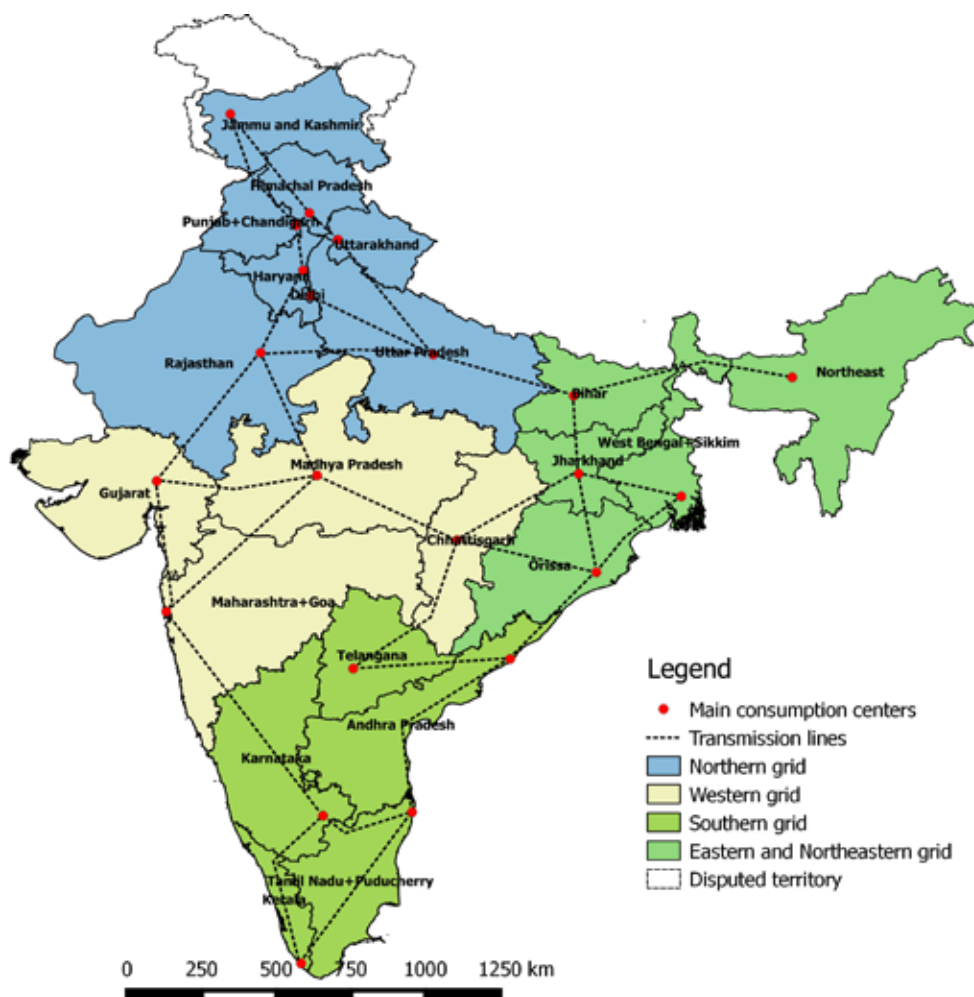 Jammu and Kashmir
Himachal Pradesh
Punjab+Chandigarh
Uttarakhand
Haryana
Delhi
Rajasthan
Uttar Pradesh
Northeast
Bihar
West Bengal+Sikkim
Madhya Pradesh
Jharkhand
Gujarat
Chhattisgarh
Orissa
Maharashtra+Goa
Telangana
Andhra Pradesh
Karnataka
Tamil Nadu+Puducherry
Kerala
Legend
Main consumption centers
Transmission lines
Northern grid
Western grid
Southern grid
Eastern and Northeastern grid
Disputed territory
0 250 500 750 1000 1250 km